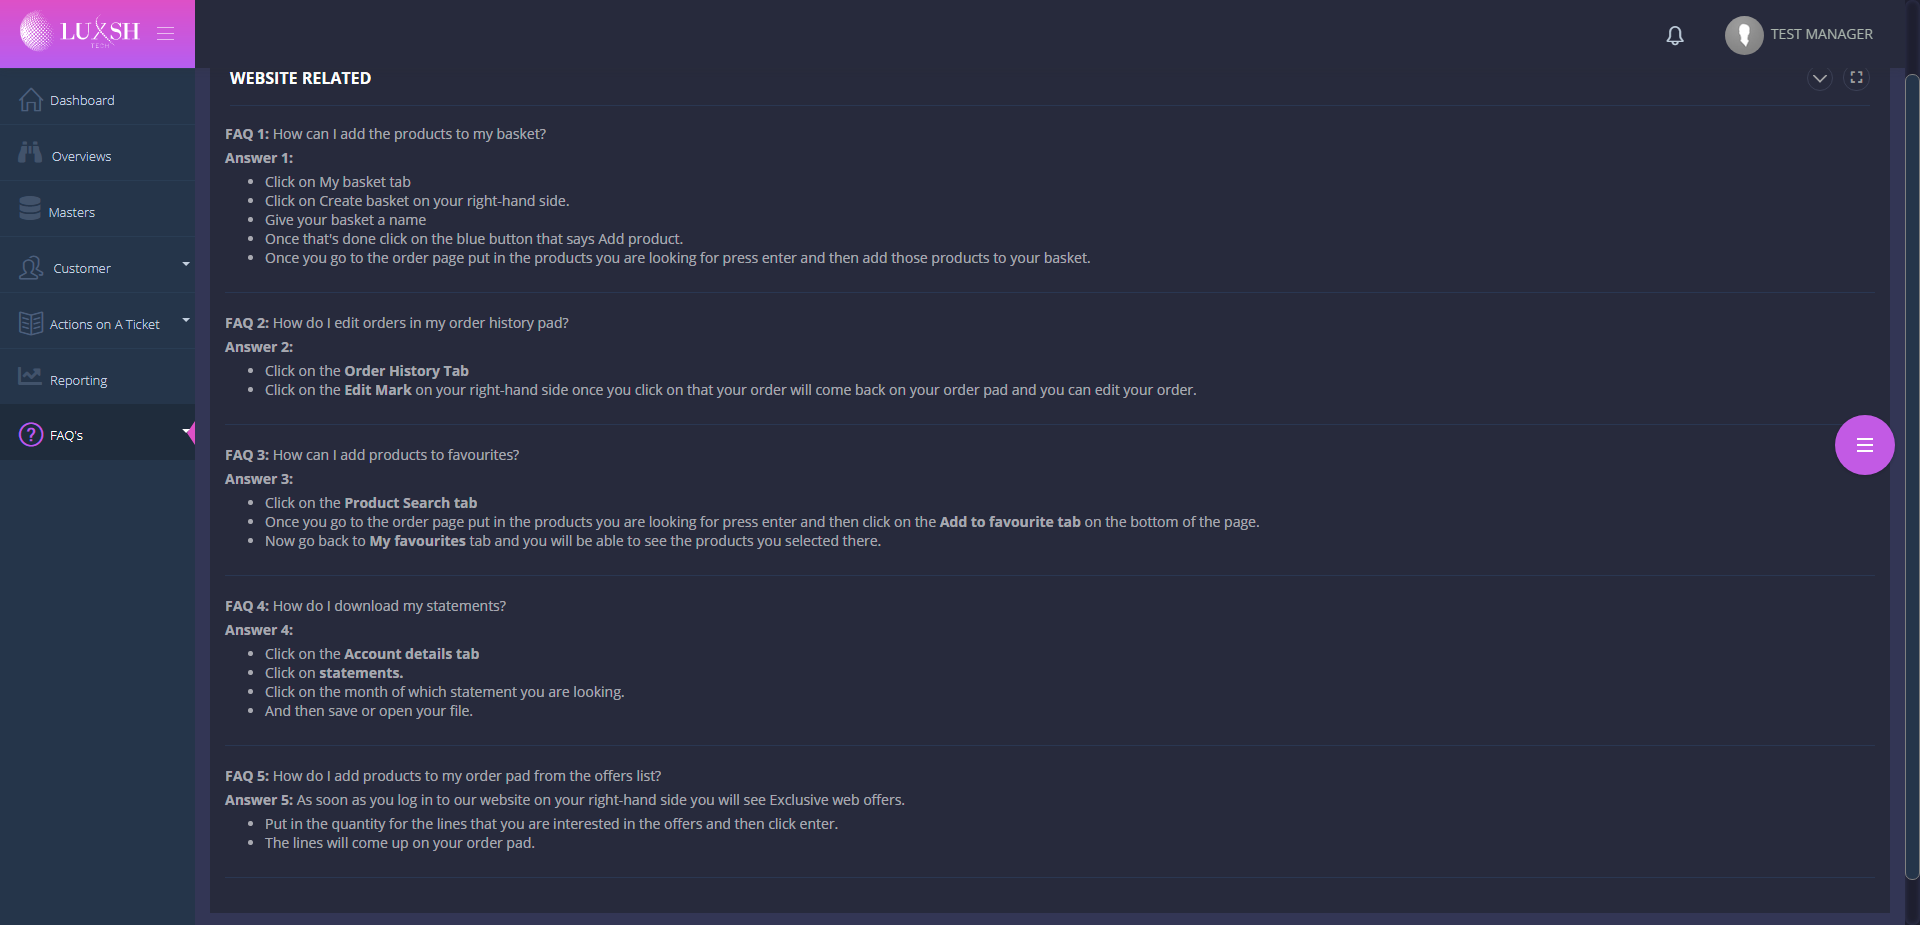 LUXSH
TECH
TEST MANAGER
Dashboard
Overviews
Masters
Customer
Actions on A Ticket
Reporting
FAQ's
WEBSITE RELATED
FAQ 1: How can I add the products to my basket?
Answer 1:
Click on My basket tab
Click on Create basket on your right-hand side.
Give your basket a name
Once that's done click on the blue button that says Add product.
Once you go to the order page put in the products you are looking for press enter and then add those products to your basket.
FAQ 2: How do I edit orders in my order history pad?
Answer 2:
Click on the Order History Tab
Click on the Edit Mark on your right-hand side once you click on that your order will come back on your order pad and you can edit your order.
FAQ 3: How can I add products to favourites?
Answer 3:
Click on the Product Search tab
Once you go to the order page put in the products you are looking for press enter and then click on the Add to favourite tab on the bottom of the page.
Now go back to My favourites tab and you will be able to see the products you selected there.
FAQ 4: How do I download my statements?
Answer 4:
Click on the Account details tab
Click on statements.
Click on the month of which statement you are looking.
And then save or open your file.
FAQ 5: How do I add products to my order pad from the offers list?
Answer 5: As soon as you log in to our website on your right-hand side you will see Exclusive web offers.
Put in the quantity for the lines that you are interested in the offers and then click enter.
The lines will come up on your order pad.